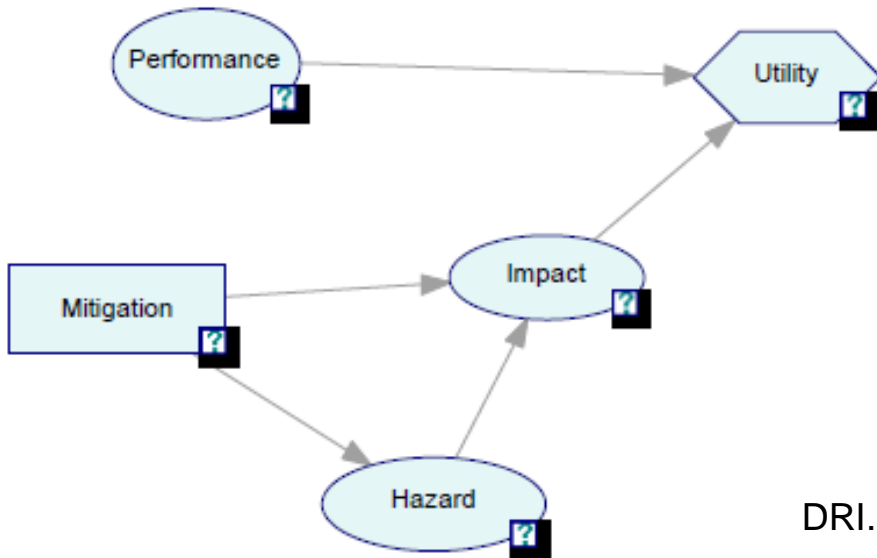 Performance
?
Utility
?
Impact
?
Mitigation
?
Hazard
?
DRI.